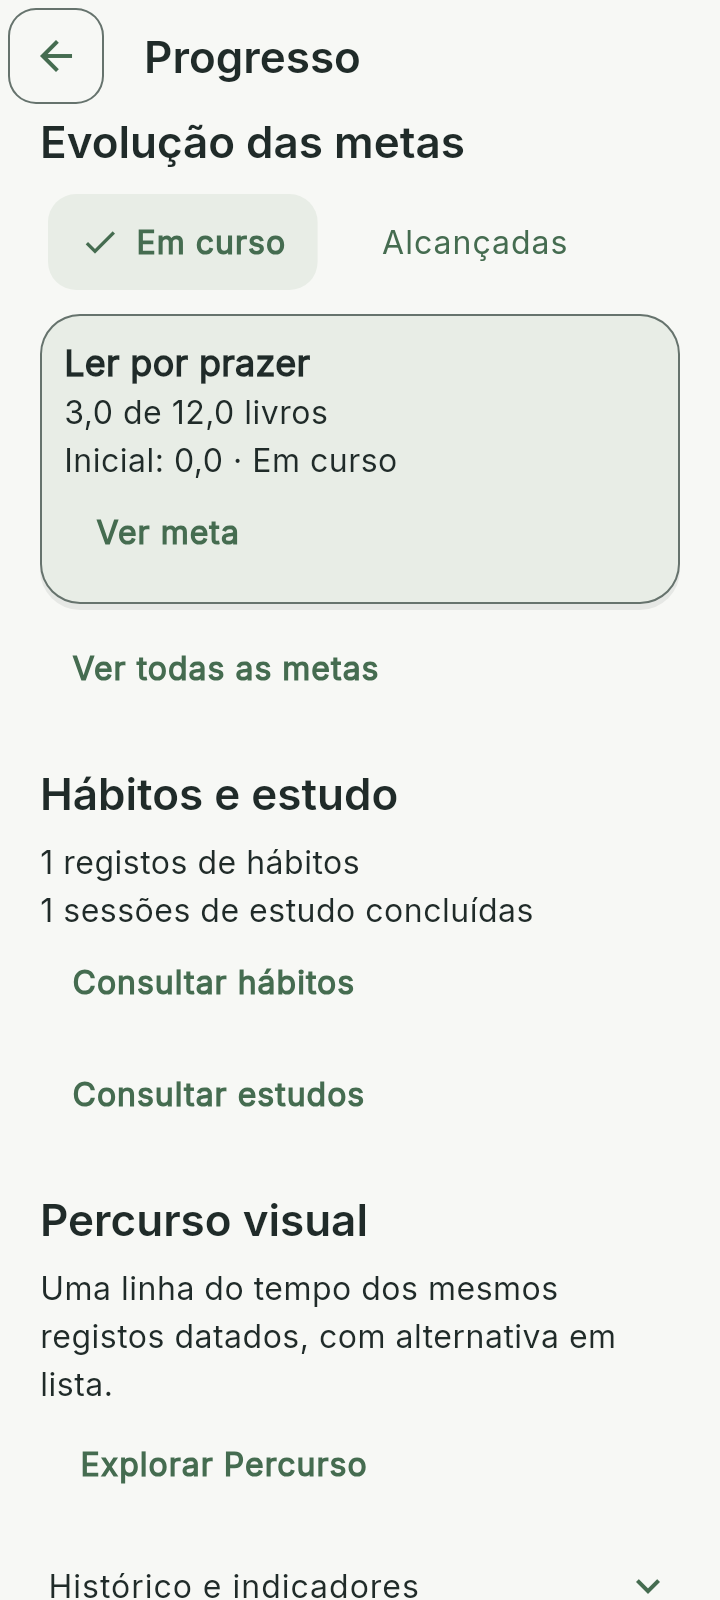 Progresso
Evolução das metas
Em curso
Alcançadas
Ler por prazer
3,0 de 12,0 livros
Inicial: 0,0 · Em curso
Ver meta
Ver todas as metas
Hábitos e estudo
1 registos de hábitos
1 sessões de estudo concluídas
Consultar hábitos
Consultar estudos
Percurso visual
Uma linha do tempo dos mesmos
registos datados, com alternativa em
lista.
Explorar Percurso
Histórico e indicadores